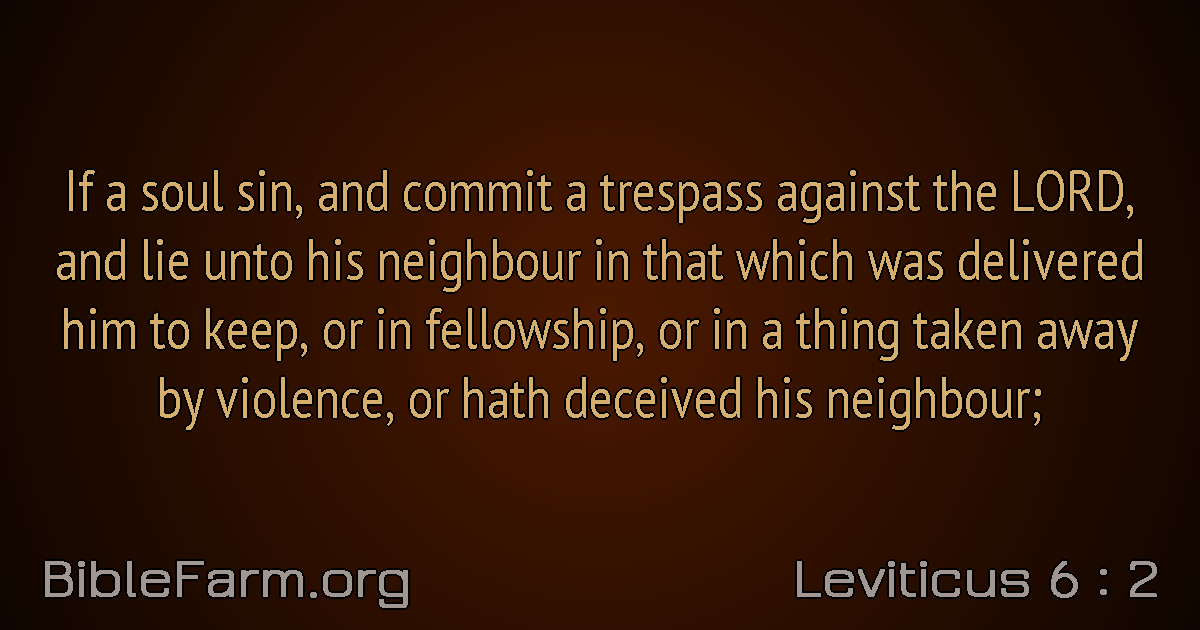 If a soul sin, and commit a trespass against the LORD,
and lie unto his neighbour in that which was delivered
him to keep, or in fellowship, or in a thing taken away
by violence, or hath deceived his neighbour;
BibleFarm.org
Leviticus 6 : 2